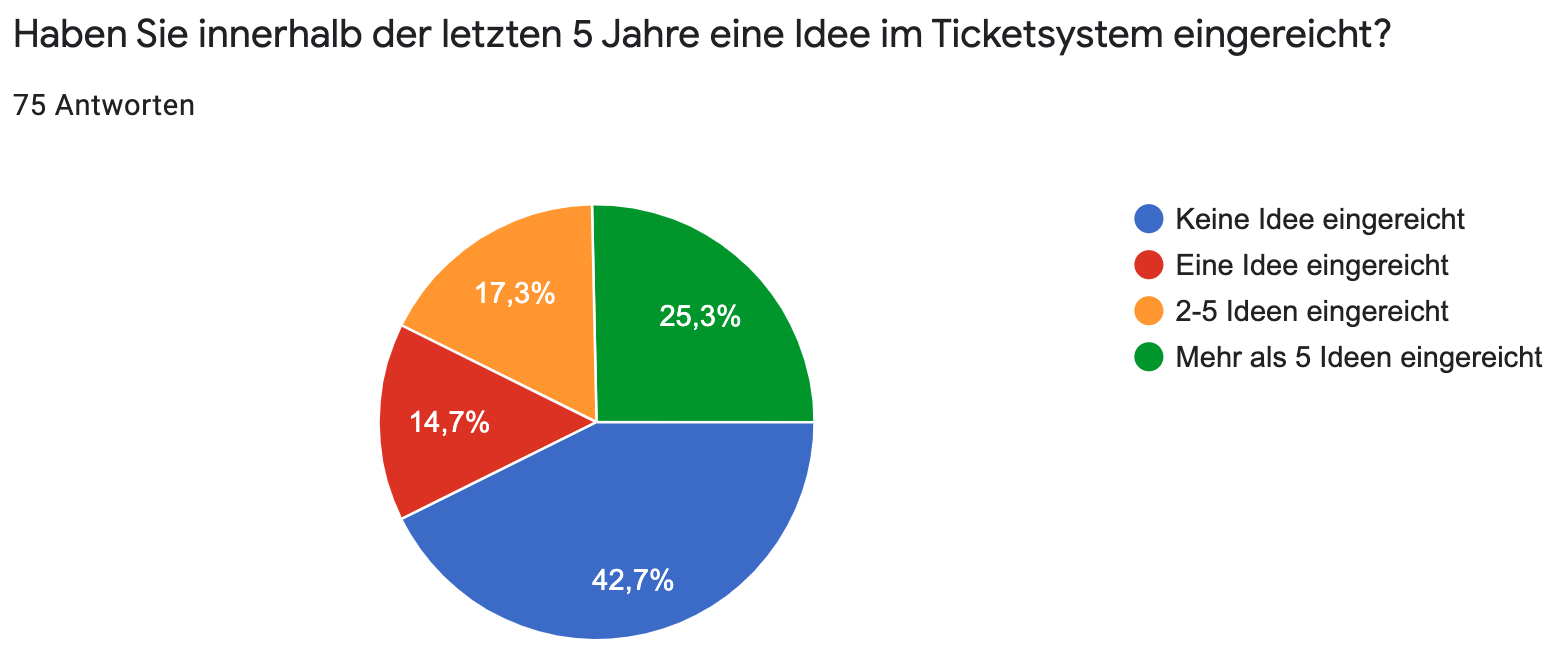 Haben Sie innerhalb der letzten 5 Jahre eine Idee im Ticketsystem eingereicht?
75 Antworten
Keine Idee eingereicht
Eine Idee eingereicht
2-5 Ideen eingereicht
Mehr als 5 Ideen eingereicht
17,3%
25,3%
14,7%
42,7%